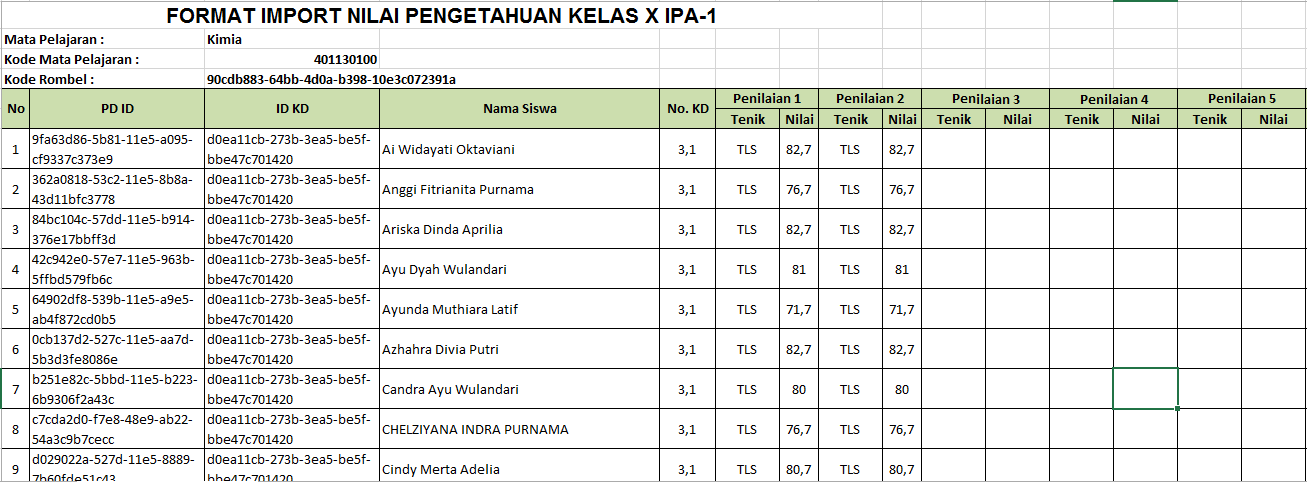 FORMAT IMPORT NILAI PENGETAHUAN KELAS X IPA-1
Mata Pelajaran : Kimia
Kode Mata Pelajaran : 401130100
Kode Rombel : 90cdb883-64bb-4d0a-b398-10e3c072391a
No PD ID ID KD Nama Siswa No. KD Penilaian 1 Penilaian 2 Penilaian 3 Penilaian 4 Penilaian 5
Tenik Nilai Tenik Nilai Tenik Nilai Tenik Nilai Tenik Nilai
9fa63d86-5b81-11e5-a095- d0ea11cb-273b-3ea5-be5f-
1 Ai Widayati Oktaviani 3,1 TLS 82,7 TLS 82,7
cf9337c373e9 bbe47c701420
362a0818-53c2-11e5-8b8a- d0ea11cb-273b-3ea5-be5f-
2 Anggi Fitrianita Purnama 3,1 TLS 76,7 TLS 76,7
43d11bfc3778 bbe47c701420
84bc104c-57dd-11e5-b914- d0ea11cb-273b-3ea5-be5f-
3 Ariska Dinda Aprilia 3,1 TLS 82,7 TLS 82,7
376e17bbff3d bbe47c701420
42c942e0-57e7-11e5-963b- d0ea11cb-273b-3ea5-be5f-
4 Ayu Dyah Wulandari 3,1 TLS 81 TLS 81
5ffbd579fb6c bbe47c701420
64902df8-539b-11e5-a9e5- d0ea11cb-273b-3ea5-be5f-
5 Ayunda Muthiara Latif 3,1 TLS 71,7 TLS 71,7
ab4f872cd0b5 bbe47c701420
0cb137d2-527c-11e5-aa7d- d0ea11cb-273b-3ea5-be5f-
6 Azhahra Divia Putri 3,1 TLS 82,7 TLS 82,7
5b3d3fe8086e bbe47c701420
b251e82c-5bbd-11e5-b223- d0ea11cb-273b-3ea5-be5f-
7 Candra Ayu Wulandari 3,1 TLS 80 TLS 80
6b9306f2a43c bbe47c701420
c7cda2d0-f7e8-48e9-ab22- d0ea11cb-273b-3ea5-be5f-
8 CHELZIYANA INDRA PURNAMA 3,1 TLS 76,7 TLS 76,7
54a3c9b7cecc bbe47c701420
d029022a-527d-11e5-8889- d0ea11cb-273b-3ea5-be5f-
9 Cindy Merta Adelia 3,1 TLS 80,7 TLS 80,7
7b60fde51c43 bbe47c701420